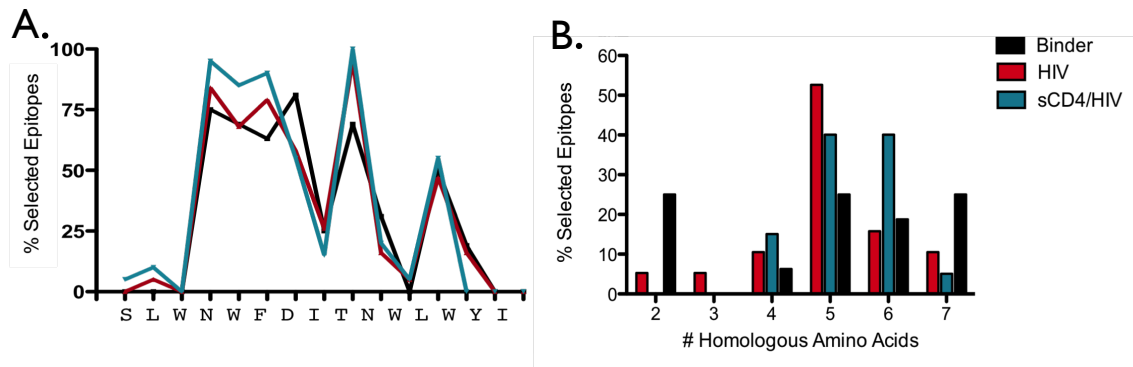 A.
% Selected Epitopes
100
75
50
25
0
S L W N W F D I T N W L W Y I
B.
% Selected Epitopes
60
50
40
30
20
10
0
2 3 4 5 6 7
# Homologous Amino Acids
Binder
HIV
sCD4/HIV